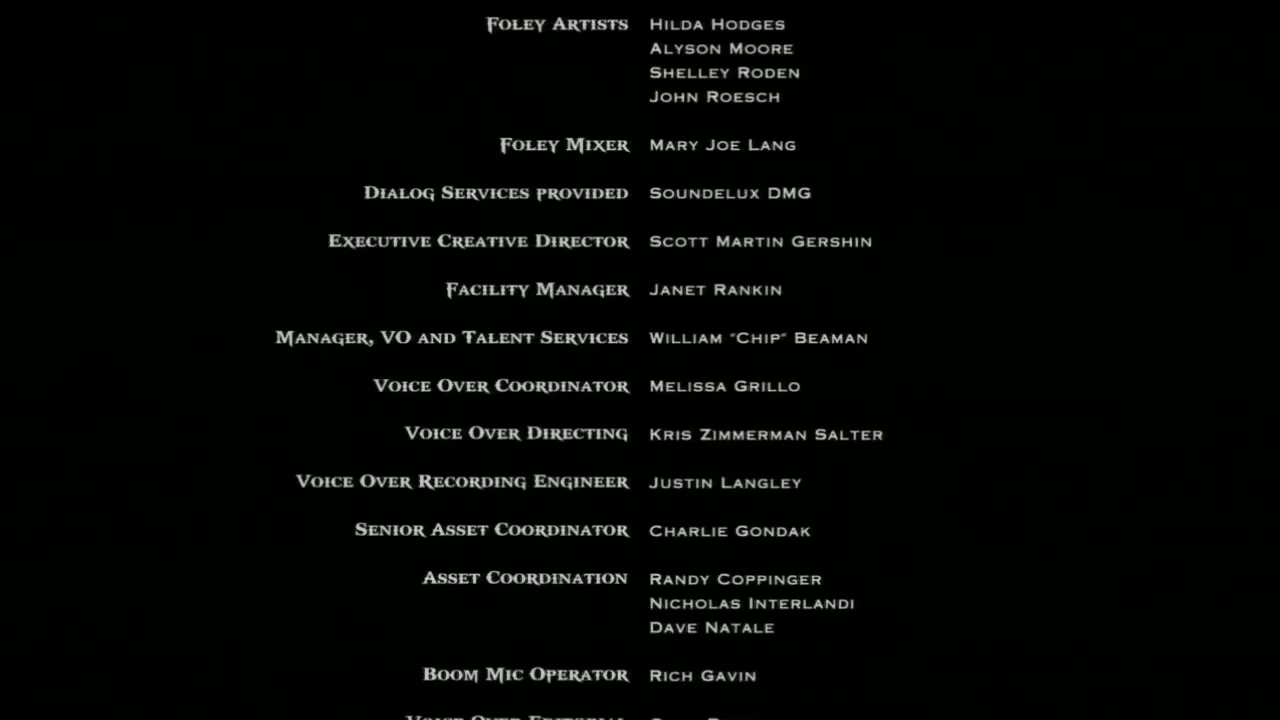 Foley Artists Hilda Hodges
Alyson Moore
Shelley Roden
John Roesch
Foley Mixer Mary Joe Lang
Dialog Services provided Soundelux DMG
Executive Creative Director Scott Martin Gershin
Facility Manager Janet Rankin
Manager, VO and Talent Services William "Chip" Beaman
Voice Over Coordinator Melissa Grillo
Voice Over Directing Kris Zimmerman Salter
Voice Over Recording Engineer Justin Langley
Senior Asset Coordinator Charlie Gondak
Asset Coordination Randy Coppinger
Nicholas Interlandi
Dave Natale
Boom Mic Operator Rich Gavin
Voice Over Editorial